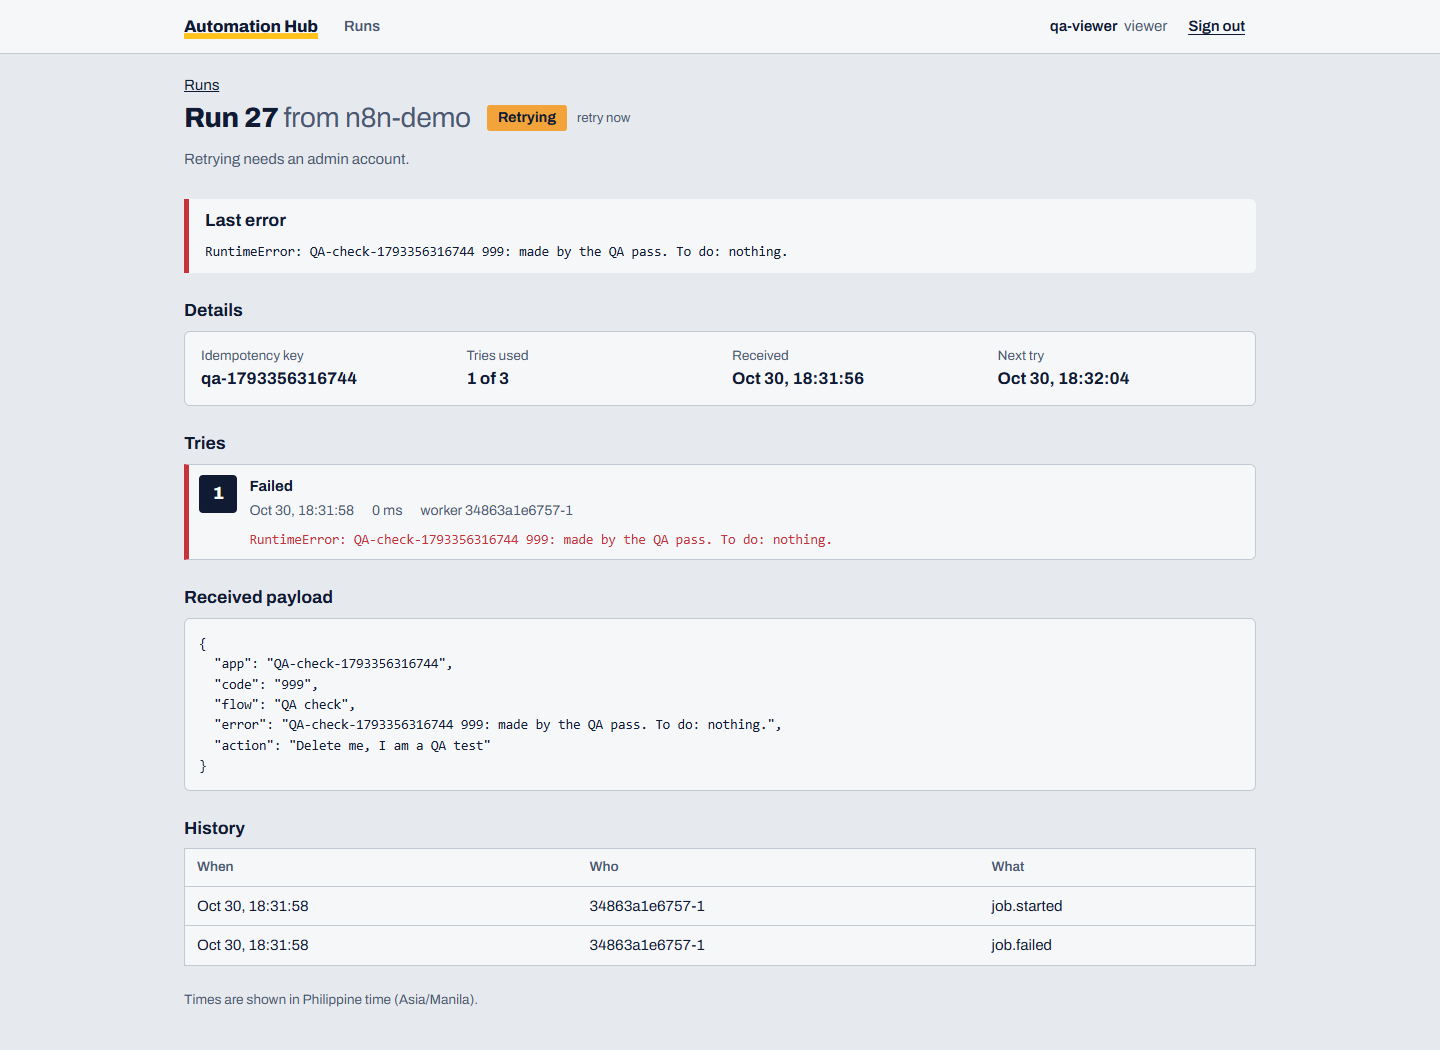 Automation Hub Runs qa-viewer viewer Sign out
Runs
Run 27 from n8n-demo Retrying retry now
Retrying needs an admin account.
Last error
RuntimeError: QA-check-1793356316744 999: made by the QA pass. To do: nothing.
Details
Idempotency key Tries used Received Next try
qa-1793356316744 1 of 3 Oct 30, 18:31:56 Oct 30, 18:32:04
Tries
1 Failed
Oct 30, 18:31:58 0 ms worker 34863a1e6757-1
RuntimeError: QA-check-1793356316744 999: made by the QA pass. To do: nothing.
Received payload
{
"app": "QA-check-1793356316744",
"code": "999",
"flow": "QA check",
"error": "QA-check-1793356316744 999: made by the QA pass. To do: nothing.",
"action": "Delete me, I am a QA test"
}
History
When Who What
Oct 30, 18:31:58 34863a1e6757-1 job.started
Oct 30, 18:31:58 34863a1e6757-1 job.failed
Times are shown in Philippine time (Asia/Manila).